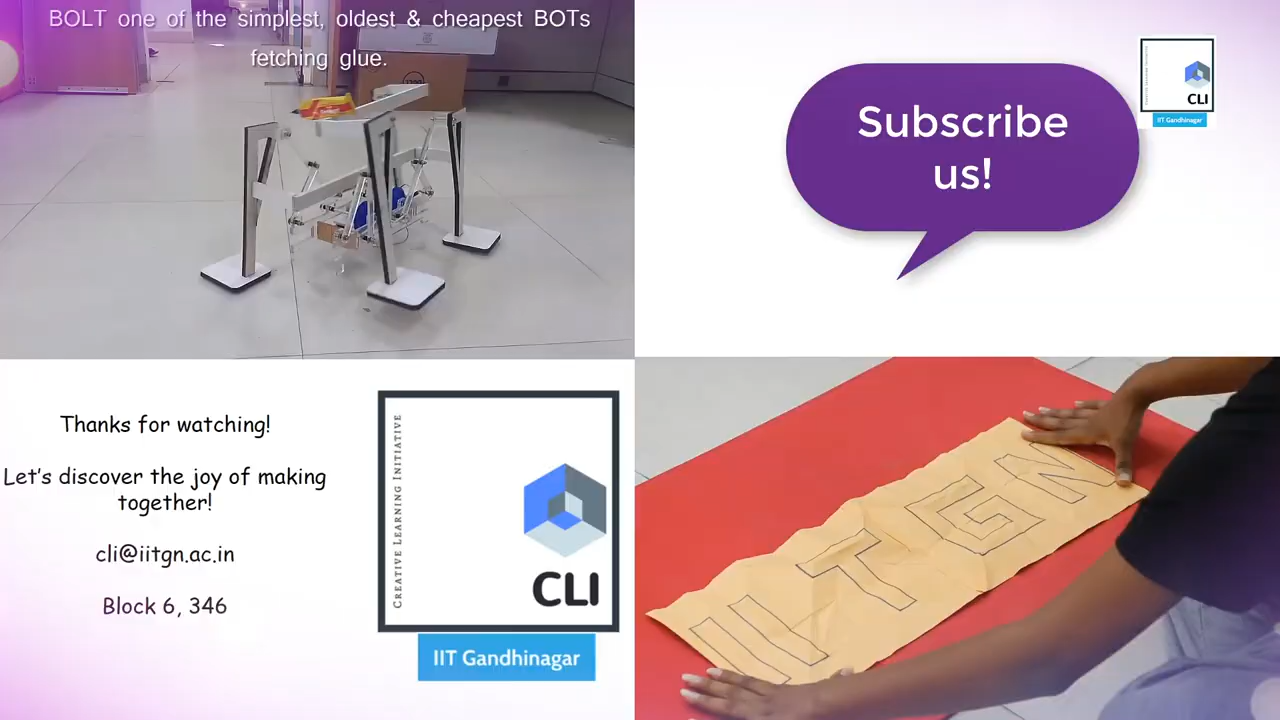 BOLT one of the simplest, oldest & cheapest BOTs
fetching glue.
Subscribe
us!
CLI
IIT Gandhinagar
Thanks for watching!
Let's discover the joy of making
together!
cli@iitgn.ac.in
Block 6, 346
CREATIVE LEARNING INITIATIVE
CLI
IIT Gandhinagar
IITGN